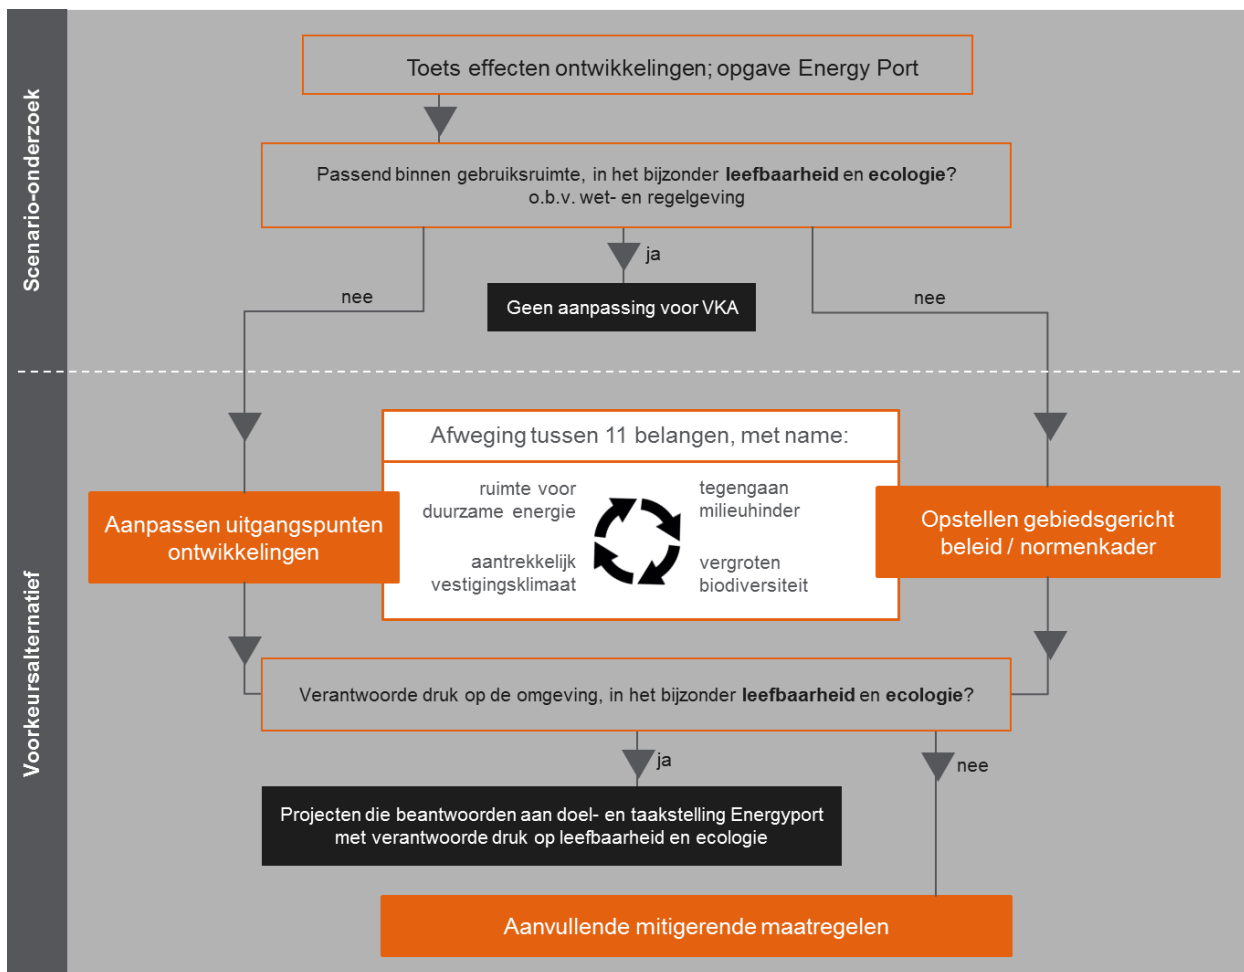 Scenario-onderzoek
Toets effecten ontwikkelingen; opgave Energy Port
Passend binnen gebruiksruimte, in het bijzonder leefbaarheid en ecologie?
o.b.v. wet- en regelgeving
nee
ja
nee
Geen aanpassing voor VKA
Voorkeursalternatief
Afweging tussen 11 belangen, met name:
ruimte voor
duurzame energie
tegengaan
milieuhinder
aantrekkelijk
vestigingsklimaat
vergroten
biodiversiteit
Aanpassen uitgangspunten
ontwikkelingen
Opstellen gebiedsgericht
beleid / normenkader
Verantwoorde druk op de omgeving, in het bijzonder leefbaarheid en ecologie?
ja
nee
Projecten die beantwoorden aan doel- en taakstelling Energyport
met verantwoorde druk op leefbaarheid en ecologie
Aanvullende mitigerende maatregelen